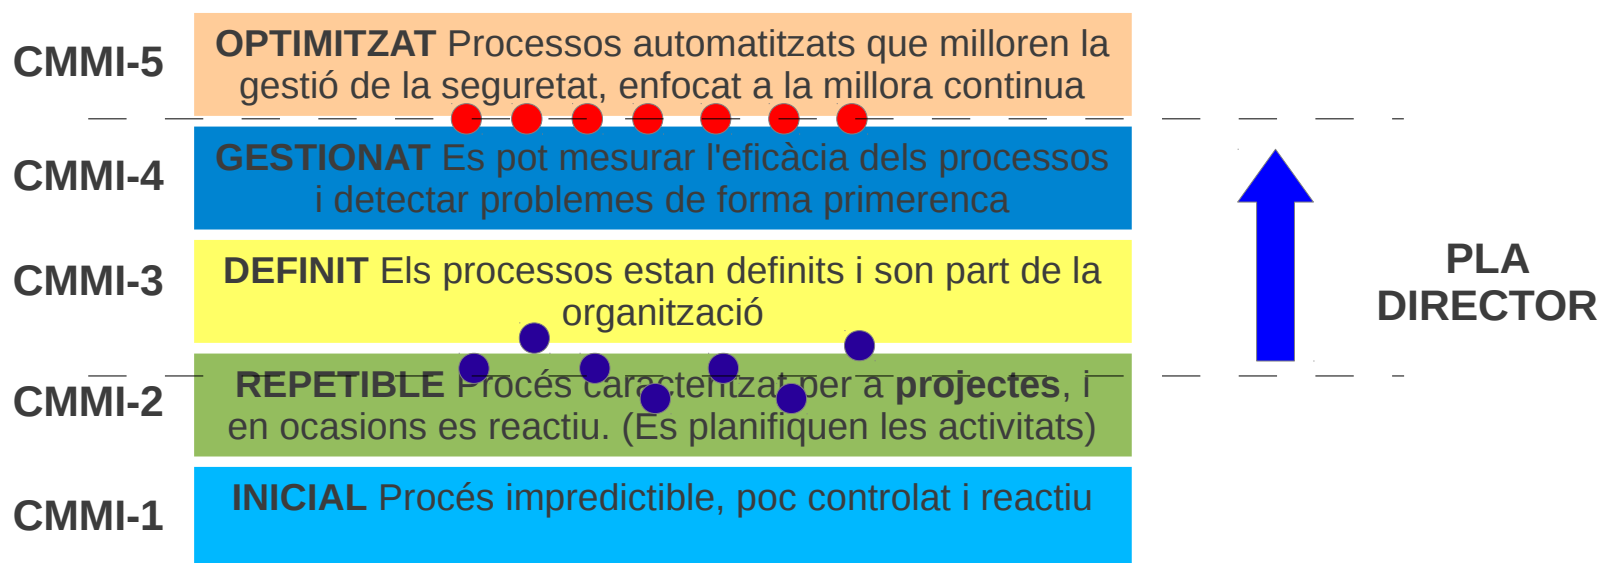 CMMI-5
OPTIMITZAT Processos automatitzats que milloren la
gestió de la seguretat, enfocat a la millora continua
CMMI-4
GESTIONAT Es pot mesurar l'eficàcia dels processos
i detectar problemes de forma primerenca
CMMI-3
DEFINIT Els processos estan definits i son part de la
organització
PLA
DIRECTOR
CMMI-2
REPETIBLE Procés caracteritzat per a projectes, i
en ocasions es reactiu. (Es planifiquen les activitats)
CMMI-1
INICIAL Procés impredictible, poc controlat i reactiu